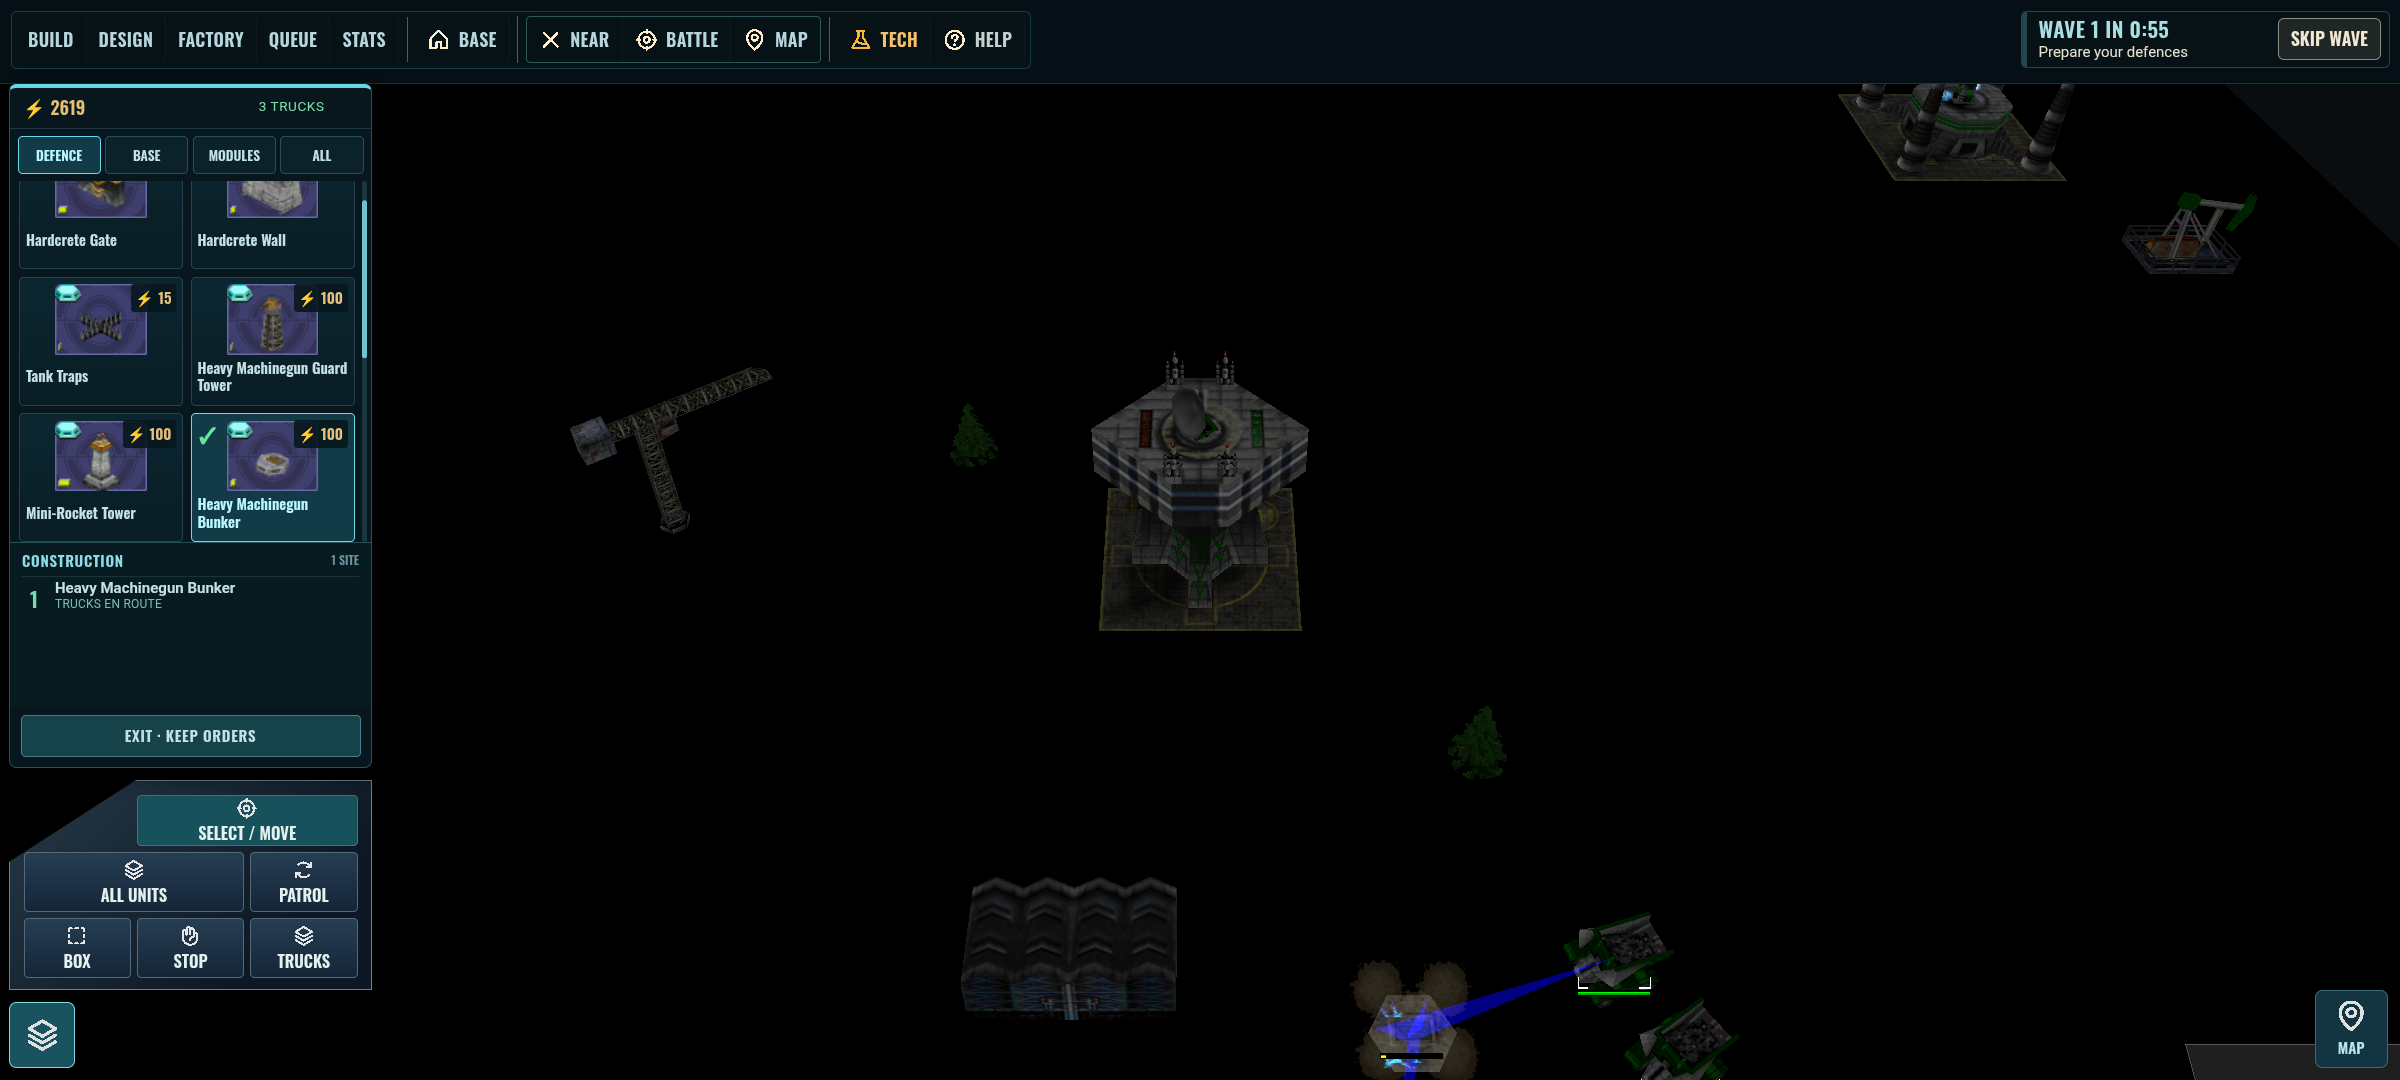 BUILD
DESIGN
FACTORY
QUEUE
STATS
BASE
NEAR
BATTLE
MAP
TECH
HELP
WAVE 1 IN 0:55
Prepare your defences
SKIP WAVE
2619
3 TRUCKS
DEFENCE
BASE
MODULES
ALL
Hardcrete Gate
Hardcrete Wall
15
100
Tank Traps
Heavy Machinegun Guard
Tower
100
100
Mini-Rocket Tower
Heavy Machinegun
Bunker
CONSTRUCTION
1 SITE
1
Heavy Machinegun Bunker
TRUCKS EN ROUTE
EXIT · KEEP ORDERS
SELECT / MOVE
ALL UNITS
PATROL
BOX
STOP
TRUCKS
MAP